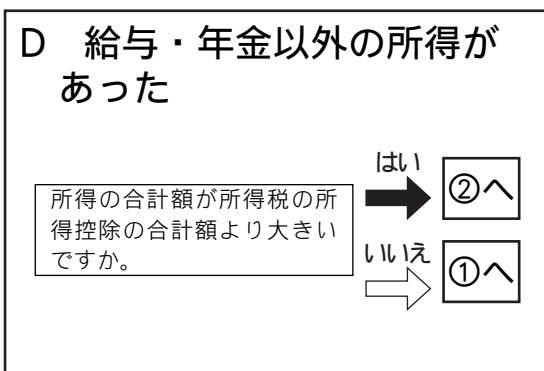 D　給与・年金以外の所得が
あった
所得の合計額が所得税の所
得控除の合計額より大きい
ですか。
はい
②へ
いいえ
①へ